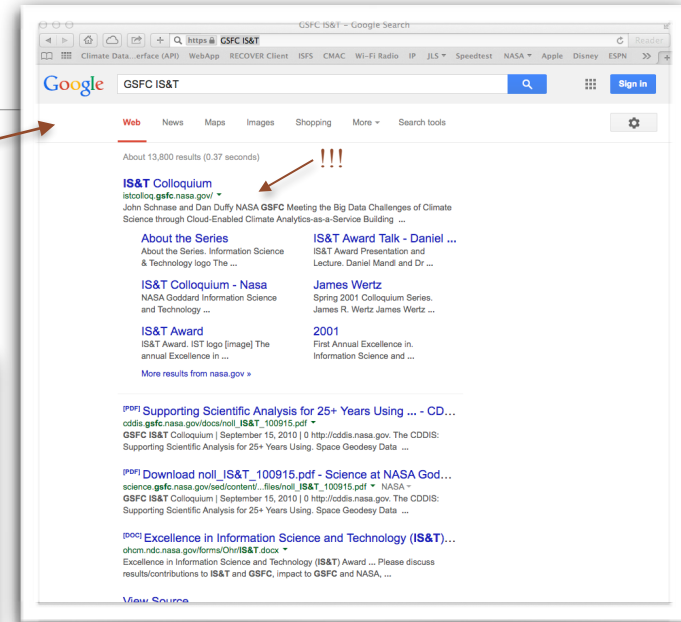 GSFC IS&T – Google Search
https GSFC IS&T
Reader
Climate Data...erface (API) WebApp RECOVER Client ISFS CMAC Wi-Fi Radio IP JLS Speedtest NASA Apple Disney ESPN >> +
Google GSFC IS&T Sign in
Web News Maps Images Shopping More Search tools
About 13,800 results (0.37 seconds)
!!!
IS&T Colloquium
istcolloq.gsfc.nasa.gov/
John Schnase and Dan Duffy NASA GSFC Meeting the Big Data Challenges of Climate
Science through Cloud-Enabled Climate Analytics-as-a-Service Building ...
About the Series
About the Series. Information Science
& Technology logo The ...
IS&T Award Talk - Daniel ...
IS&T Award Presentation and
Lecture. Daniel Mandl and Dr ...
IS&T Colloquium - Nasa
NASA Goddard Information Science
and Technology ...
James Wertz
Spring 2001 Colloquium Series.
James R. Wertz James Wertz ...
IS&T Award
IS&T Award. IST logo [image] The
annual Excellence in ...
2001
First Annual Excellence in.
Information Science and ...
More results from nasa.gov »
[PDF] Supporting Scientific Analysis for 25+ Years Using ... - CD...
cddis.gsfc.nasa.gov/docs/noll_IS&T_100915.pdf
GSFC IS&T Colloquium | September 15, 2010 | 0 http://cddis.nasa.gov. The CDDIS:
Supporting Scientific Analysis for 25+ Years Using. Space Geodesy Data ...
[PDF] Download noll_IS&T_100915.pdf - Science at NASA God...
science.gsfc.nasa.gov/sed/content/...files/noll_IS&T_100915.pdf NASA
GSFC IS&T Colloquium | September 15, 2010 | 0 http://cddis.nasa.gov. The CDDIS:
Supporting Scientific Analysis for 25+ Years Using. Space Geodesy Data ...
[DOC] Excellence in Information Science and Technology (IS&T)...
ohcm.ndc.nasa.gov/forms/Ohr/IS&T.docx
Excellence in Information Science and Technology (IS&T) Award ... Please discuss
results/contributions to IS&T and GSFC, impact to GSFC and NASA, ...
View Source